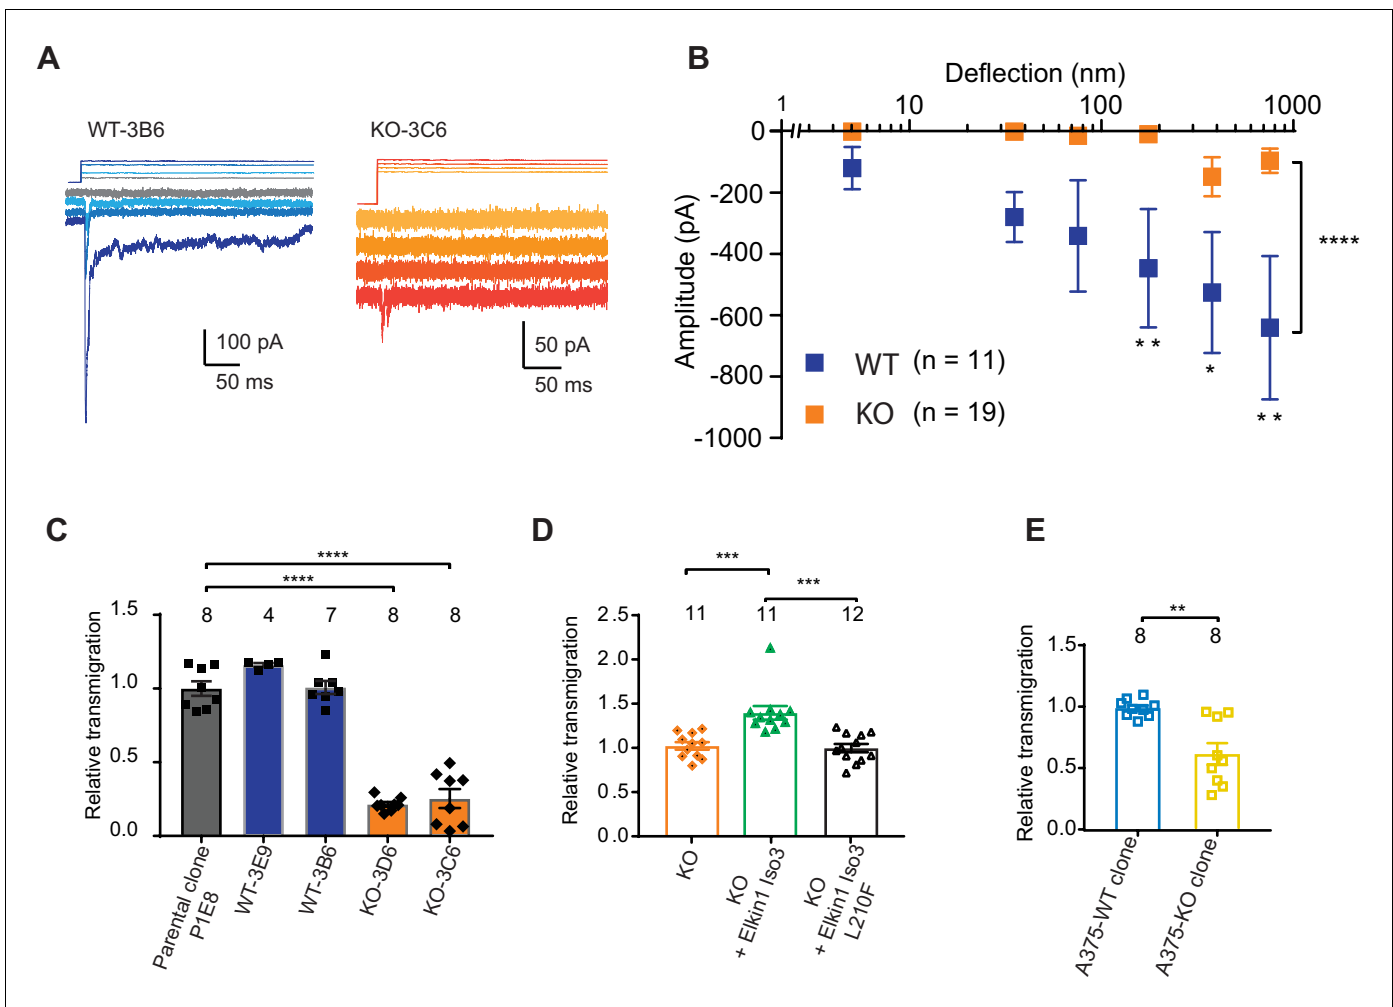 A
B
WT-3B6
KO-3C6
100 pA
50 ms
50 pA
50 ms
Deflection (nm)
1
10
100
1000
Amplitude (pA)
0
-200
-400
-600
-800
-1000
WT (n = 11)
KO (n = 19)
**
*
**
****
C
D
E
Relative transmigration
1.5
1.0
0.5
0.0
****
****
8
4
7
8
8
Parental clone
P1E8
WT-3E9
WT-3B6
KO-3D6
KO-3C6
Relative transmigration
2.5
2.0
1.5
1.0
0.5
0.0
***
***
11
11
12
KO
KO
+ Elkin1 Iso3
KO
+ Elkin1 Iso3
L210F
Relative transmigration
1.5
1.0
0.5
0.0
**
8
8
A375-WT clone
A375-KO clone